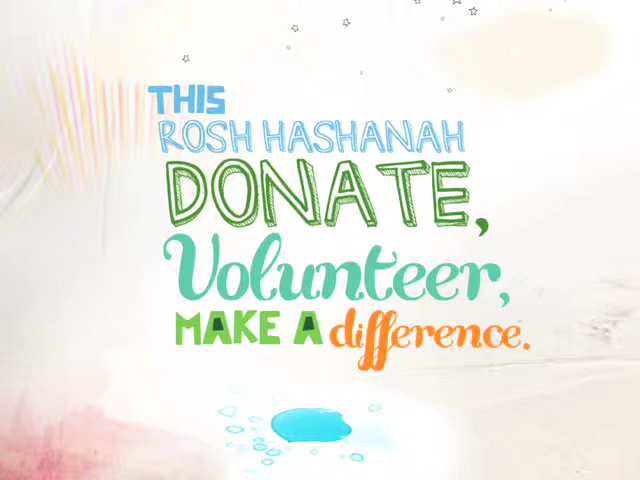 THIS
ROSH HASHANAH
DONATE,
Volunteer,
MAKE A difference.